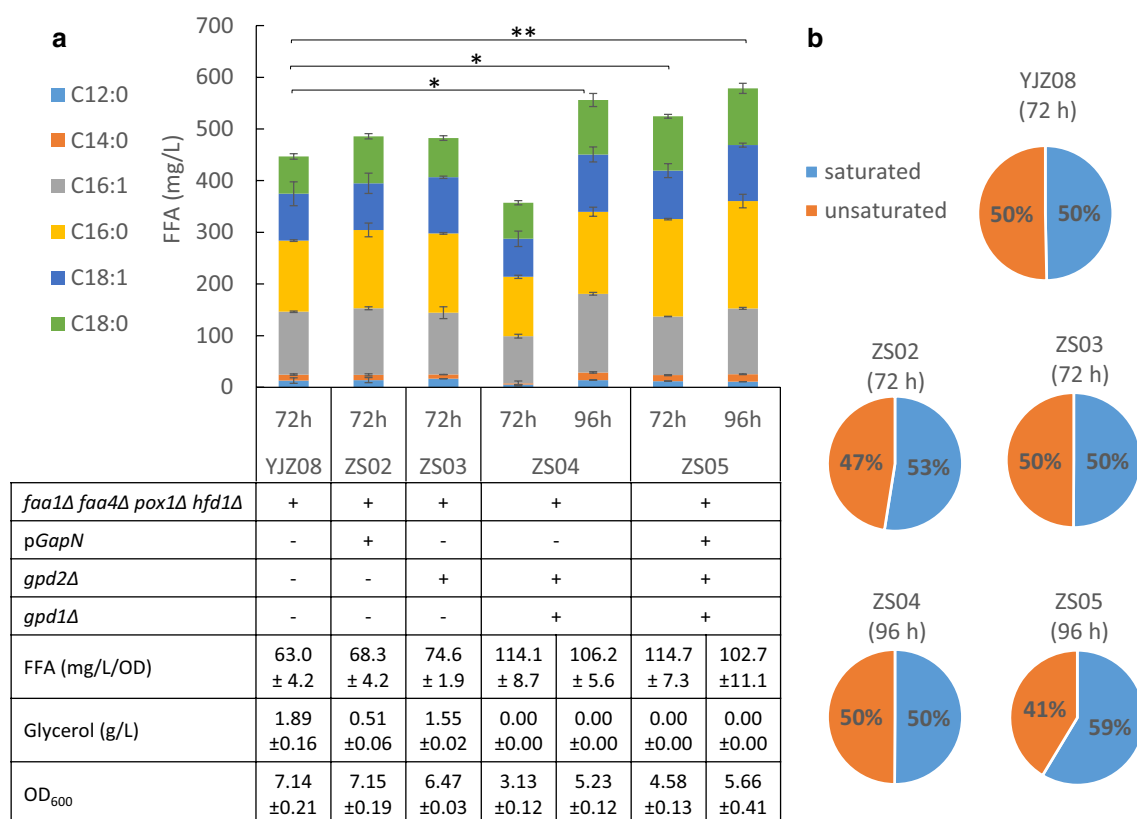 a
b
C12:0
C14:0
C16:1
C16:0
C18:1
C18:0
FFA (mg/L)
700
600
500
400
300
200
100
0
**
*
*
72h 72h 72h 72h 96h 72h 96h
YJZ08 ZS02 ZS03 ZS04 ZS05
faa1Δ faa4Δ pox1Δ hfd1Δ + + + + +
pGapN - + - - +
gpd2Δ - - + + +
gpd1Δ - - - + +
FFA (mg/L/OD) 63.0 68.3 74.6 114.1 106.2 114.7 102.7
± 4.2 ± 4.2 ± 1.9 ± 8.7 ± 5.6 ± 7.3 ±11.1
Glycerol (g/L) 1.89 0.51 1.55 0.00 0.00 0.00 0.00
±0.16 ±0.06 ±0.02 ±0.00 ±0.00 ±0.00 ±0.00
OD600 7.14 7.15 6.47 3.13 5.23 4.58 5.66
±0.21 ±0.19 ±0.03 ±0.12 ±0.12 ±0.13 ±0.41
saturated
unsaturated
YJZ08
(72 h)
50% 50%
ZS02
(72 h)
47% 53%
ZS03
(72 h)
50% 50%
ZS04
(96 h)
50% 50%
ZS05
(96 h)
41% 59%